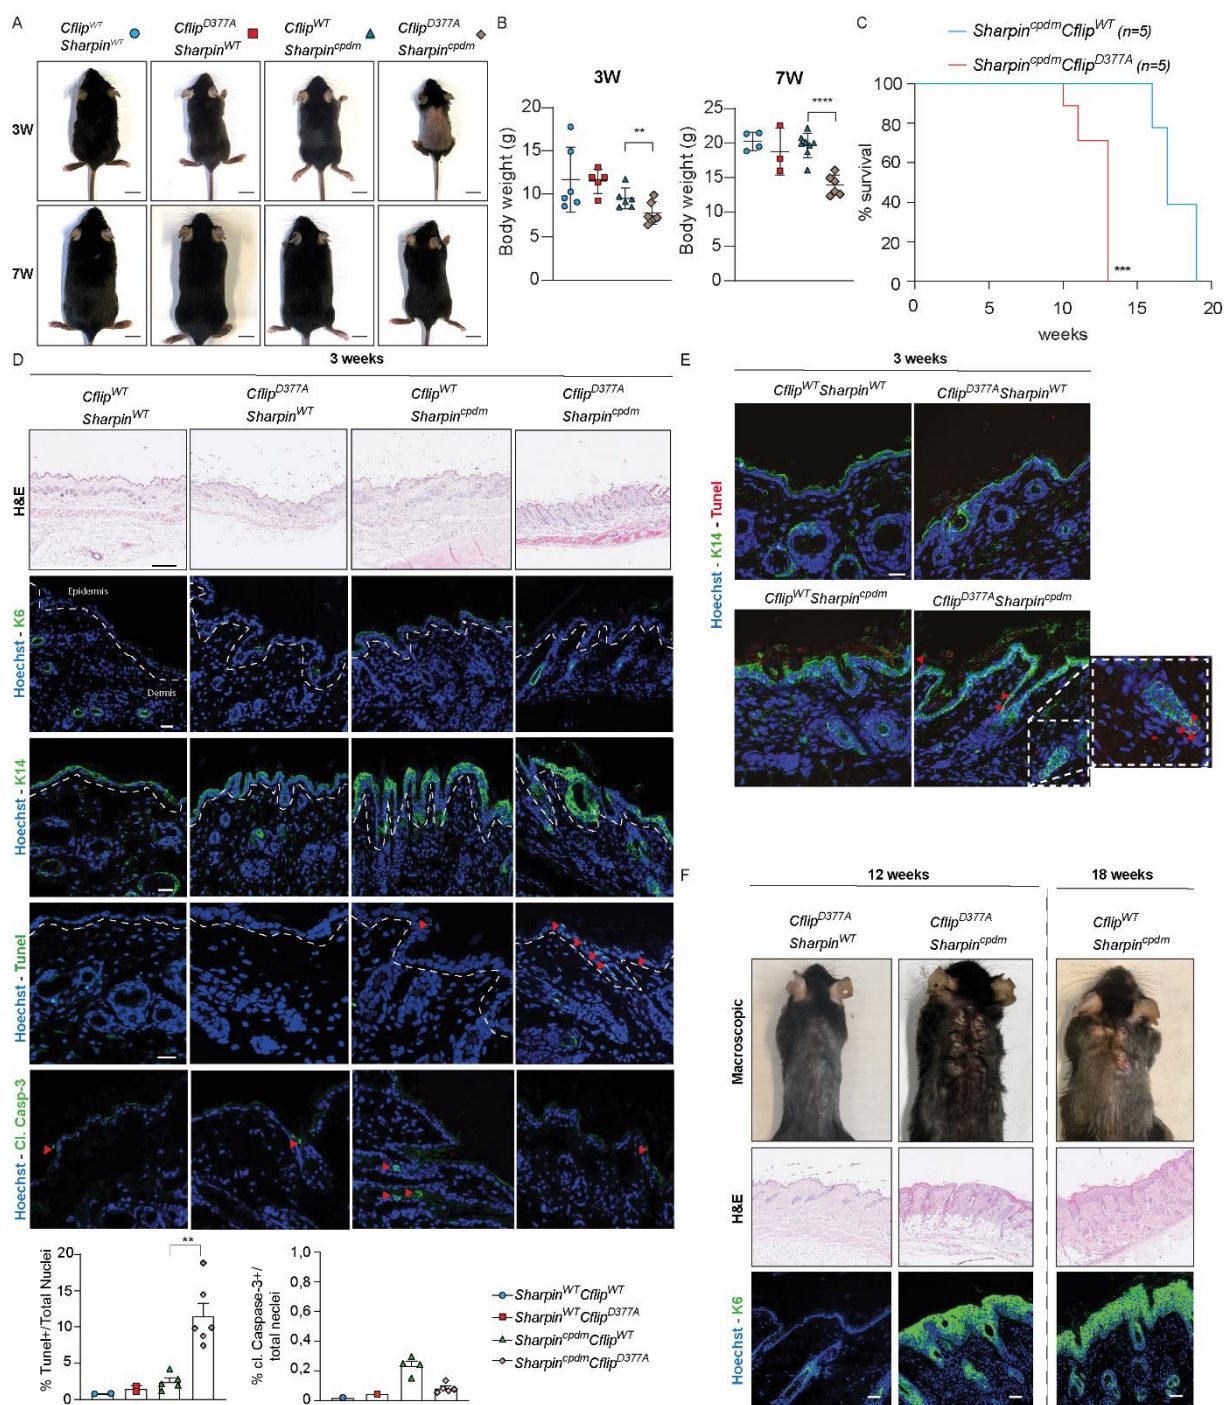 A
Cflip^WT
Sharpin^WT
Cflip^D377A
Sharpin^WT
Cflip^WT
Sharpin^cpdm
Cflip^D377A
Sharpin^cpdm
3W
7W
B
3W
Body weight (g)
20
15
10
5
0
**
7W
Body weight (g)
25
20
15
10
5
0
****
C
Sharpin^cpdm Cflip^WT (n=5)
Sharpin^cpdm Cflip^D377A (n=5)
% survival
100
80
60
40
20
0
0 5 10 15 20
weeks
***
D
3 weeks
Cflip^WT
Sharpin^WT
Cflip^D377A
Sharpin^WT
Cflip^WT
Sharpin^cpdm
Cflip^D377A
Sharpin^cpdm
H&E
Hoechst - K6
Epidermis
Dermis
Hoechst - K14
Hoechst - Tunel
Hoechst - Cl. Casp-3
% Tunel+/Total Nuclei
20
15
10
5
0
**
% cl. Caspase-3+/
total neclei
1,0
0,8
0,6
0,4
0,2
0
Sharpin^WT Cflip^WT
Sharpin^WT Cflip^D377A
Sharpin^cpdm Cflip^WT
Sharpin^cpdm Cflip^D377A
E
3 weeks
Cflip^WT Sharpin^WT
Cflip^D377A Sharpin^WT
Hoechst - K14 - Tunel
Cflip^WT Sharpin^cpdm
Cflip^D377A Sharpin^cpdm
F
12 weeks
18 weeks
Cflip^D377A
Sharpin^WT
Cflip^D377A
Sharpin^cpdm
Cflip^WT
Sharpin^cpdm
Macroscopic
H&E
Hoechst - K6